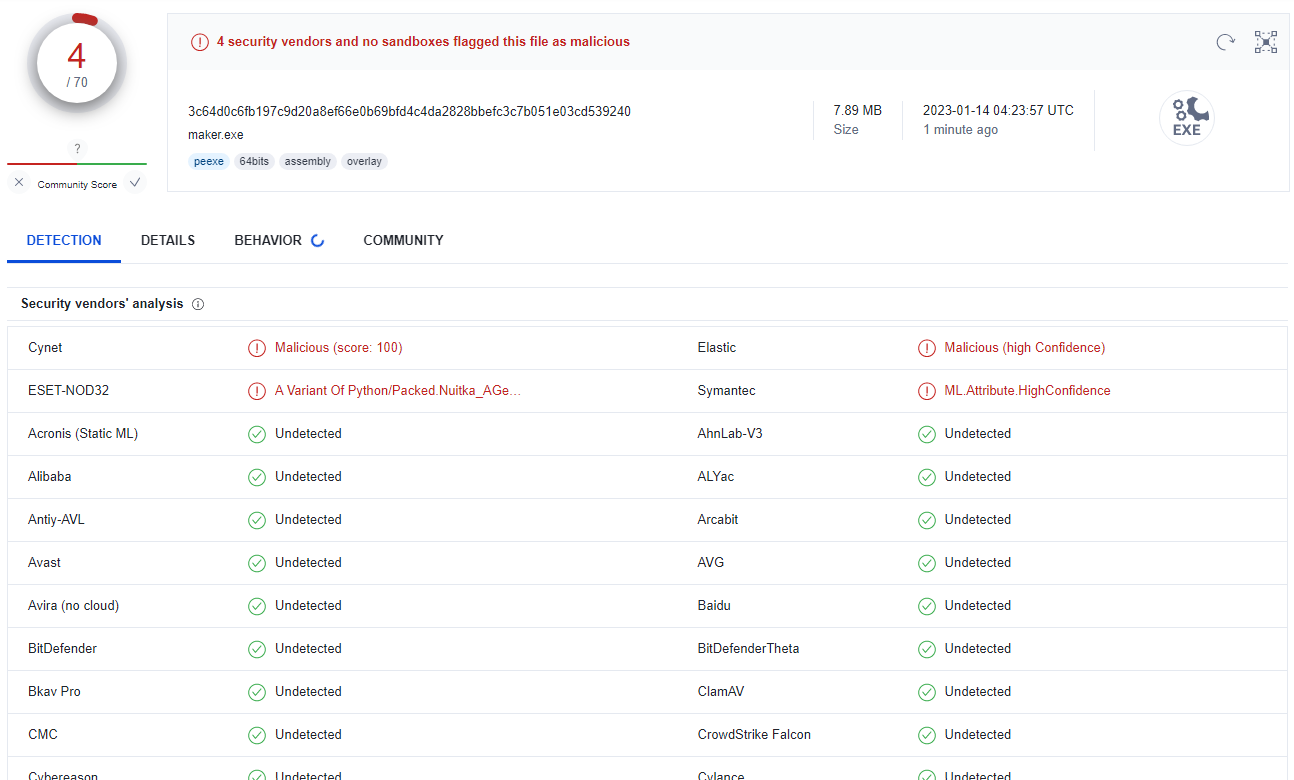 4
/ 70
?
Community Score
4 security vendors and no sandboxes flagged this file as malicious
3c64d0c6fb197c9d20a8ef66e0b69bfd4c4da2828bbefc3c7b051e03cd539240
maker.exe
peexe 64bits assembly overlay
7.89 MB
Size
2023-01-14 04:23:57 UTC
1 minute ago
EXE
DETECTION DETAILS BEHAVIOR COMMUNITY
Security vendors' analysis
Cynet Malicious (score: 100) Elastic Malicious (high Confidence)
ESET-NOD32 A Variant Of Python/Packed.Nuitka_AGe… Symantec ML.Attribute.HighConfidence
Acronis (Static ML) Undetected AhnLab-V3 Undetected
Alibaba Undetected ALYac Undetected
Antiy-AVL Undetected Arcabit Undetected
Avast Undetected AVG Undetected
Avira (no cloud) Undetected Baidu Undetected
BitDefender Undetected BitDefenderTheta Undetected
Bkav Pro Undetected ClamAV Undetected
CMC Undetected CrowdStrike Falcon Undetected
Cybereason Undetected Cylance Undetected